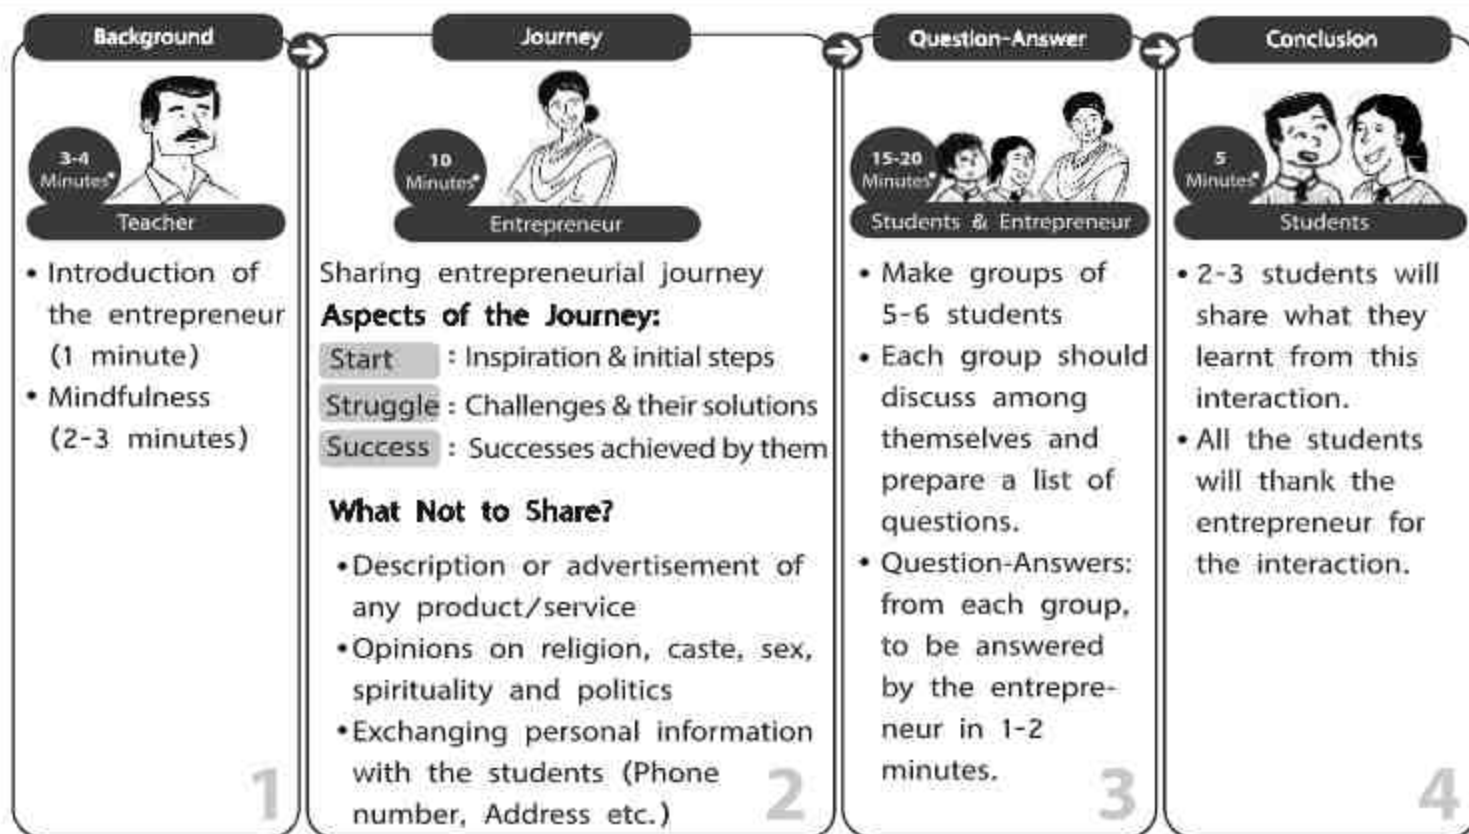 Background
3-4
Minutes*
Teacher
• Introduction of
the entrepreneur
(1 minute)
• Mindfulness
(2-3 minutes)
1
Journey
10
Minutes*
Entrepreneur
Sharing entrepreneurial journey
Aspects of the Journey:
Start : Inspiration & initial steps
Struggle : Challenges & their solutions
Success : Successes achieved by them
What Not to Share?
• Description or advertisement of
any product/service
• Opinions on religion, caste, sex,
spirituality and politics
• Exchanging personal information
with the students (Phone
number, Address etc.)
2
Question-Answer
15-20
Minutes*
Students & Entrepreneur
• Make groups of
5-6 students
• Each group should
discuss among
themselves and
prepare a list of
questions.
• Question-Answers:
from each group,
to be answered
by the entrepre-
neur in 1-2
minutes.
3
Conclusion
5
Minutes*
Students
• 2-3 students will
share what they
learnt from this
interaction.
• All the students
will thank the
entrepreneur for
the interaction.
4